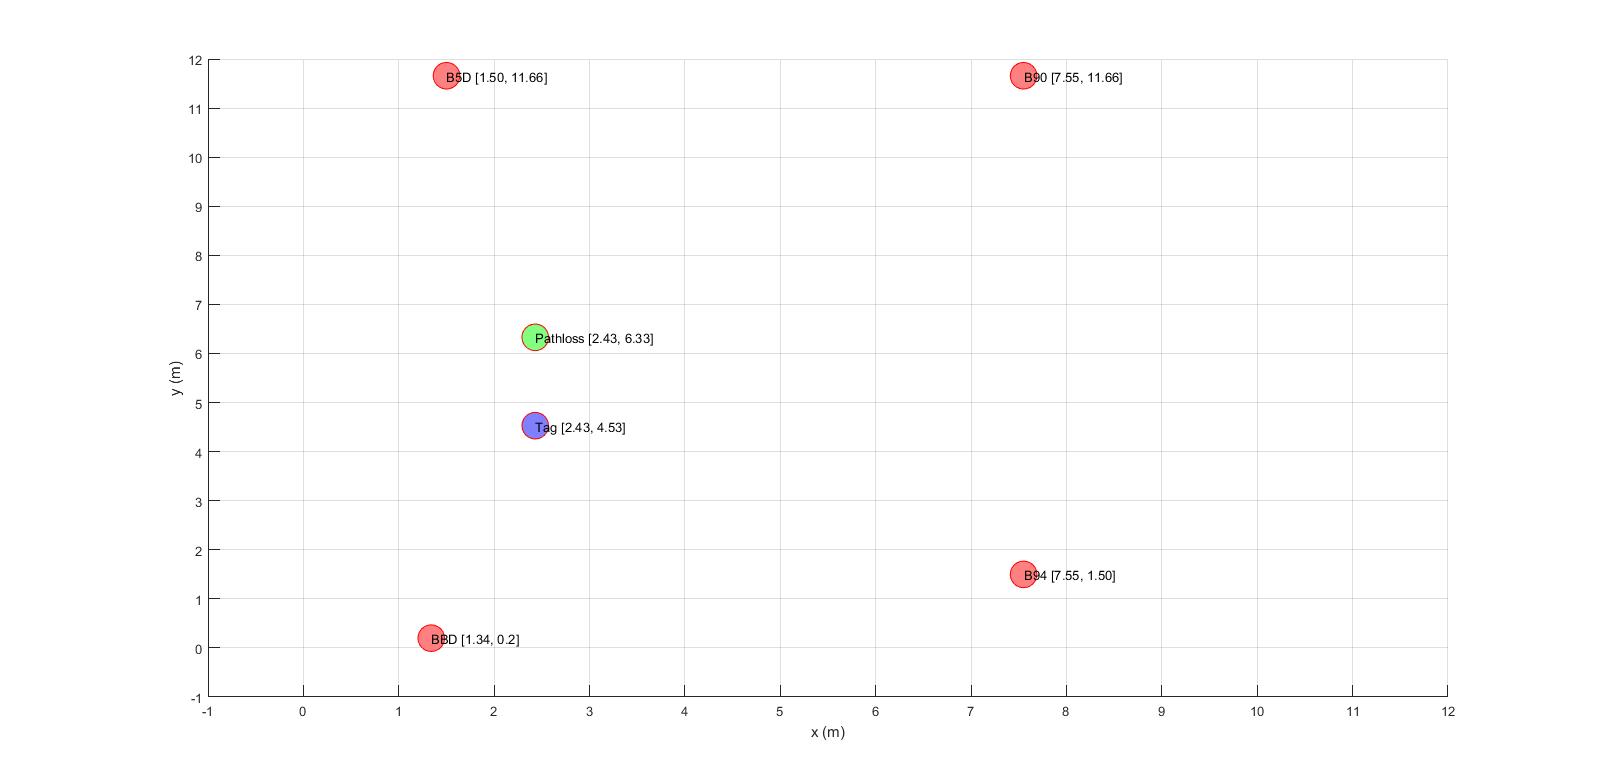 12
B5D [1.50, 11.66]
B90 [7.55, 11.66]
11
10
9
8
7
Pathloss [2.43, 6.33]
6
y (m)
5
Tag [2.43, 4.53]
4
3
2
B94 [7.55, 1.50]
1
BBD [1.34, 0.2]
0
-1
-1 0 1 2 3 4 5 6 7 8 9 10 11 12
x (m)